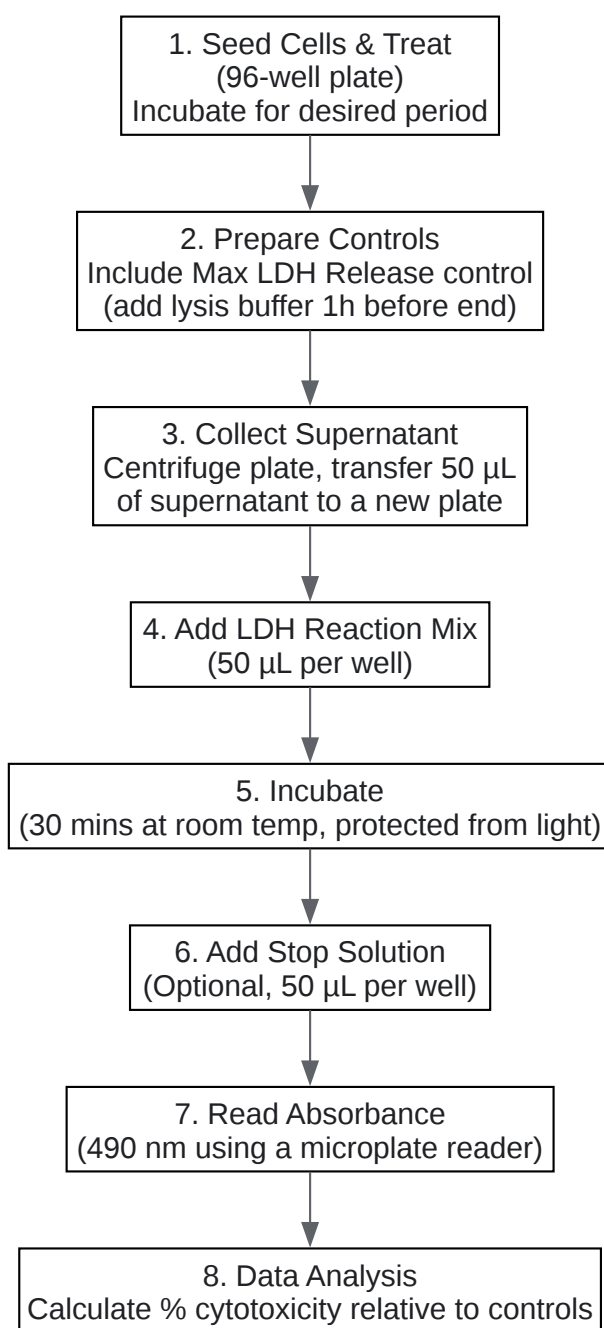 1. Seed Cells & Treat
(96-well plate)
Incubate for desired period
2. Prepare Controls
Include Max LDH Release control
(add lysis buffer 1h before end)
3. Collect Supernatant
Centrifuge plate, transfer 50 µL
of supernatant to a new plate
4. Add LDH Reaction Mix
(50 µL per well)
5. Incubate
(30 mins at room temp, protected from light)
6. Add Stop Solution
(Optional, 50 µL per well)
7. Read Absorbance
(490 nm using a microplate reader)
8. Data Analysis
Calculate % cytotoxicity relative to controls